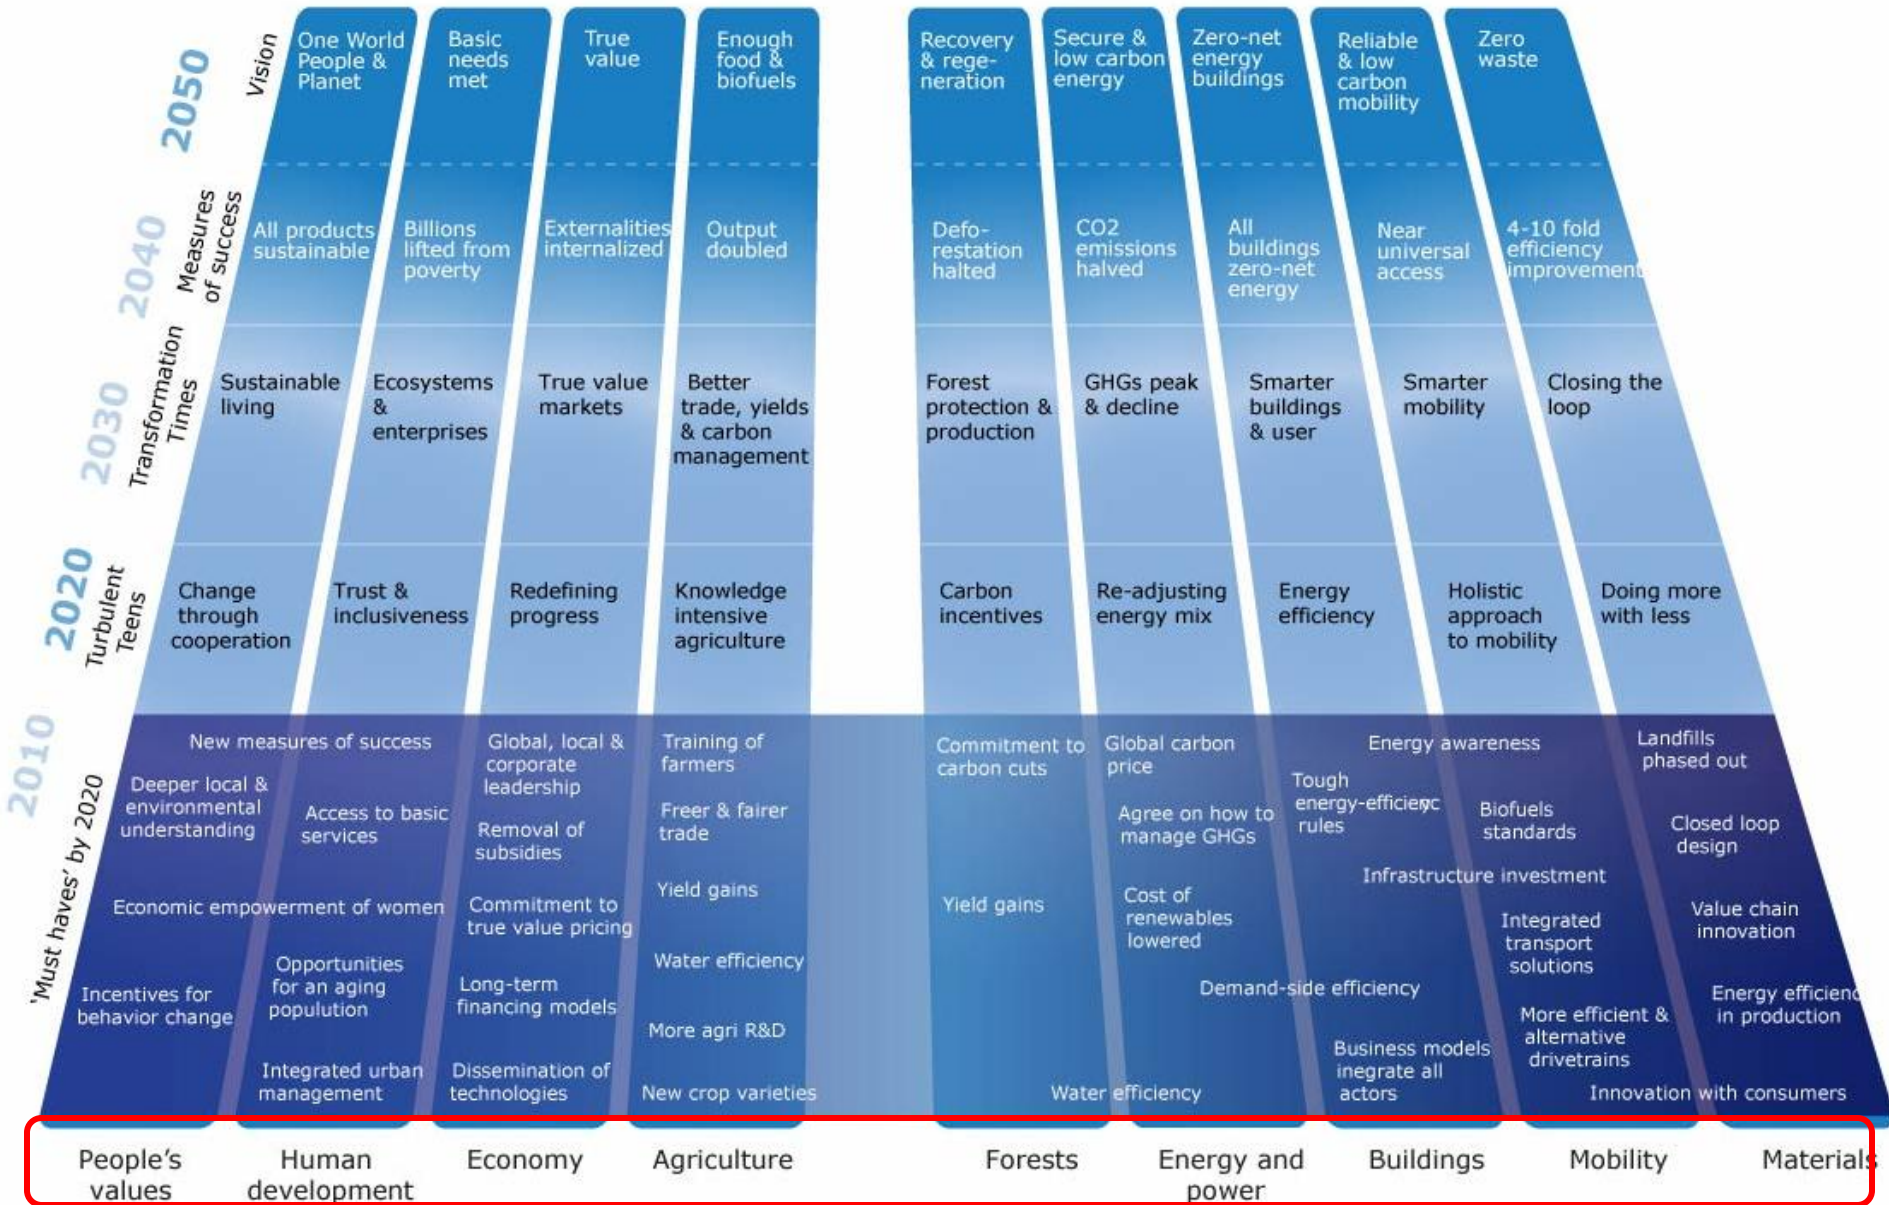 2050
Vision
One World
People &
Planet
Basic
needs
met
True
value
Enough
food &
biofuels
Recovery
& rege-
neration
Secure &
low carbon
energy
Zero-net
energy
buildings
Reliable
& low
carbon
mobility
Zero
waste
2040
Measures
of success
All products
sustainable
Billions
lifted from
poverty
Externalities
internalized
Output
doubled
Defo-
restation
halted
CO2
emissions
halved
All
buildings
zero-net
energy
Near
universal
access
4-10 fold
efficiency
improvement
2030
Transformation
Times
Sustainable
living
Ecosystems
&
enterprises
True value
markets
Better
trade, yields
& carbon
management
Forest
protection &
production
GHGs peak
& decline
Smarter
buildings
& user
Smarter
mobility
Closing the
loop
2020
Turbulent
Teens
Change
through
cooperation
Trust &
inclusiveness
Redefining
progress
Knowledge
intensive
agriculture
Carbon
incentives
Re-adjusting
energy mix
Energy
efficiency
Holistic
approach
to mobility
Doing more
with less
2010
'Must haves' by 2020
New measures of success
Deeper local &
environmental
understanding
Access to basic
services
Economic empowerment of women
Incentives for
behavior change
Opportunities
for an aging
popullution
Integrated urban
management
Global, local &
corporate
leadership
Removal of
subsidies
Commitment to
true value pricing
Long-term
financing models
Dissemination of
technologies
Training of
farmers
Freer & fairer
trade
Yield gains
Water efficiency
More agri R&D
New crop varieties
Commitment to
carbon cuts
Yield gains
Water efficiency
Global carbon
price
Agree on how to
manage GHGs
Cost of
renewables
lowered
Demand-side efficiency
Energy awareness
Tough
energy-efficienyc
rules
Infrastructure investment
Business models
inegrate all
actors
Biofuels
standards
Integrated
transport
solutions
More efficient &
alternative
drivetrains
Innovation with consumers
Landfills
phased out
Closed loop
design
Value chain
innovation
Energy efficienc
in production
People's
values
Human
development
Economy
Agriculture
Forests
Energy and
power
Buildings
Mobility
Materials